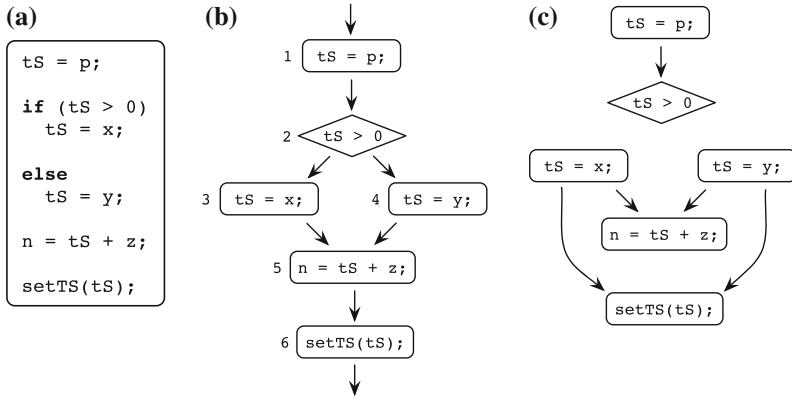 (a)
tS = p;
if (tS > 0)
tS = x;
else
tS = y;
n = tS + z;
setTS(tS);
(b)
1 tS = p;
2 tS > 0
3 tS = x;
4 tS = y;
5 n = tS + z;
6 setTS(tS);
(c)
tS = p;
tS > 0
tS = x;
tS = y;
n = tS + z;
setTS(tS);